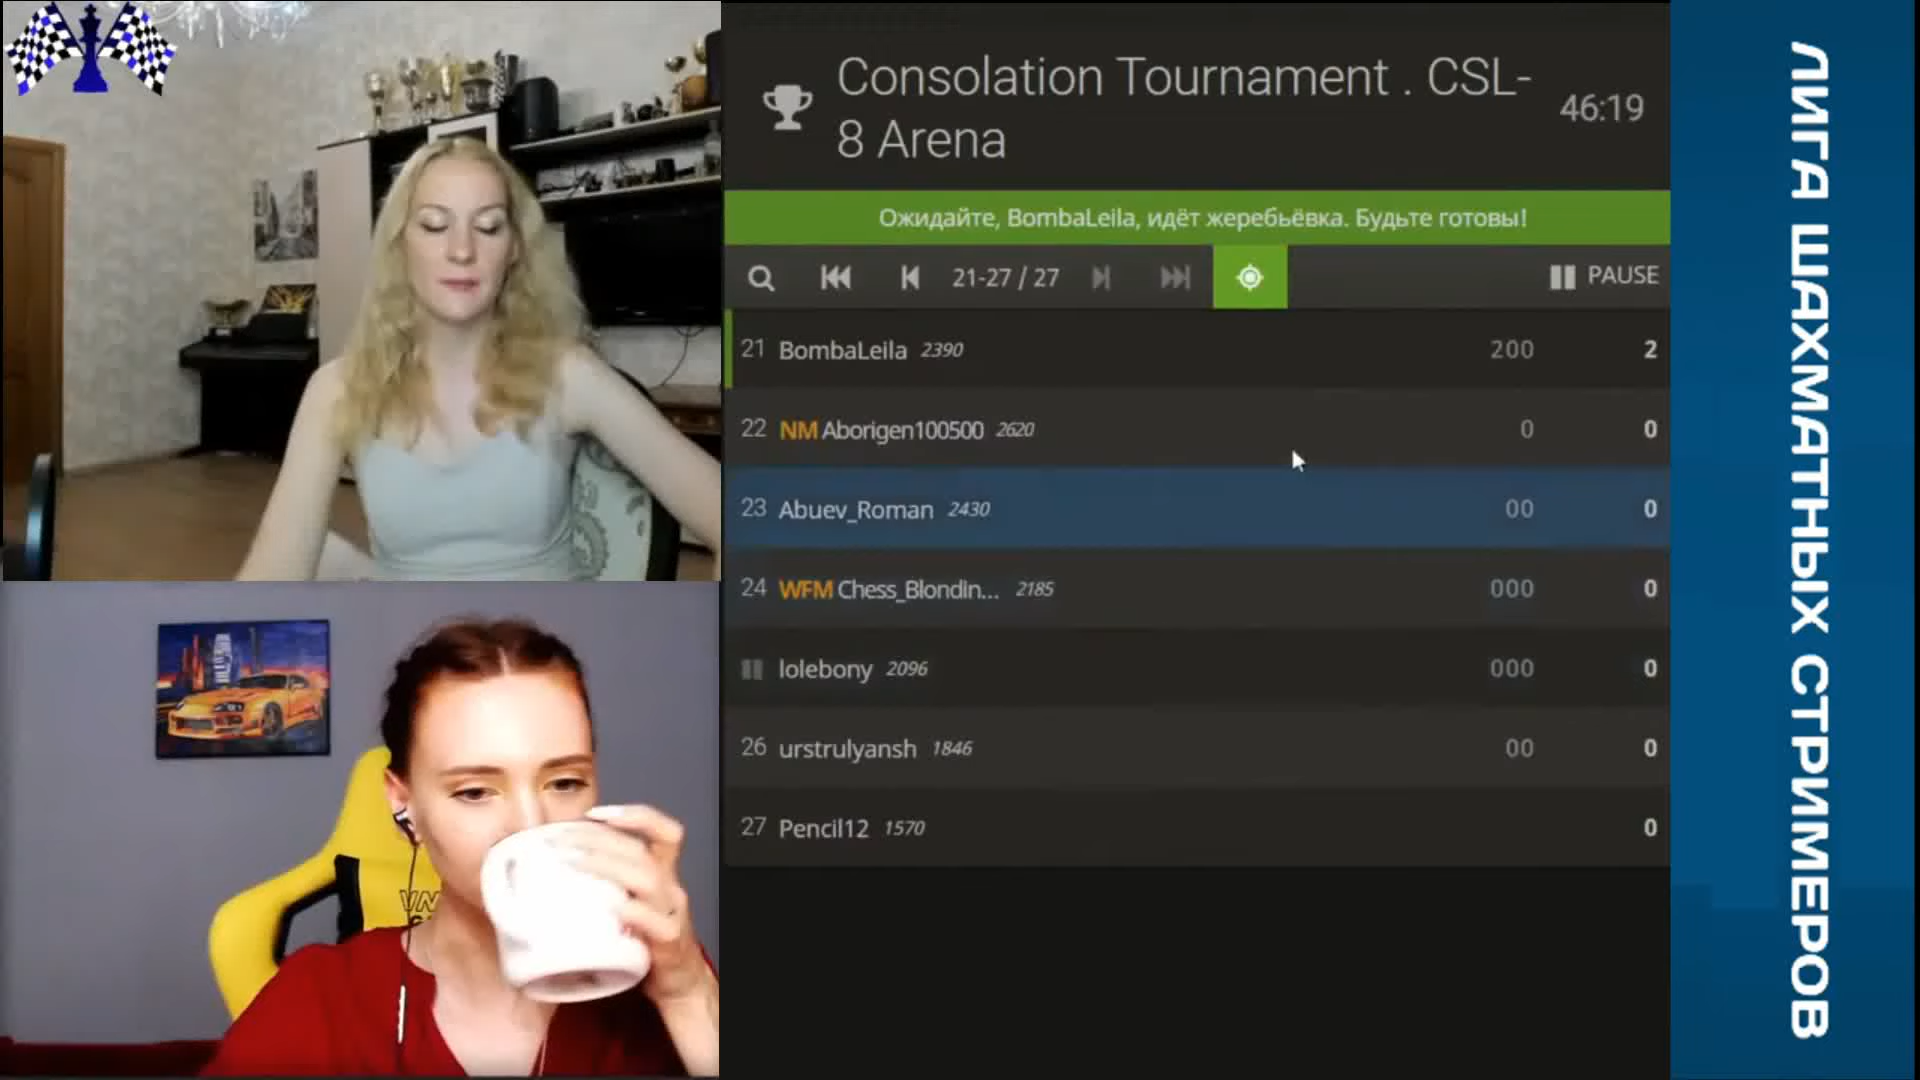 Consolation Tournament . CSL-
8 Arena
46:19
Ожидайте, BombaLeila, идёт жеребьёвка. Будьте готовы!
21-27 / 27
PAUSE
21 BombaLeila 2390 200 2
22 NM Aborigen100500 2620 0 0
23 Abuev_Roman 2430 00 0
24 WFM Chess_Blondin... 2185 000 0
lolebony 2096 000 0
26 urstrulyansh 1846 00 0
27 Pencil12 1570 0
ЛИГА ШАХМАТНЫХ СТРИМЕРОВ